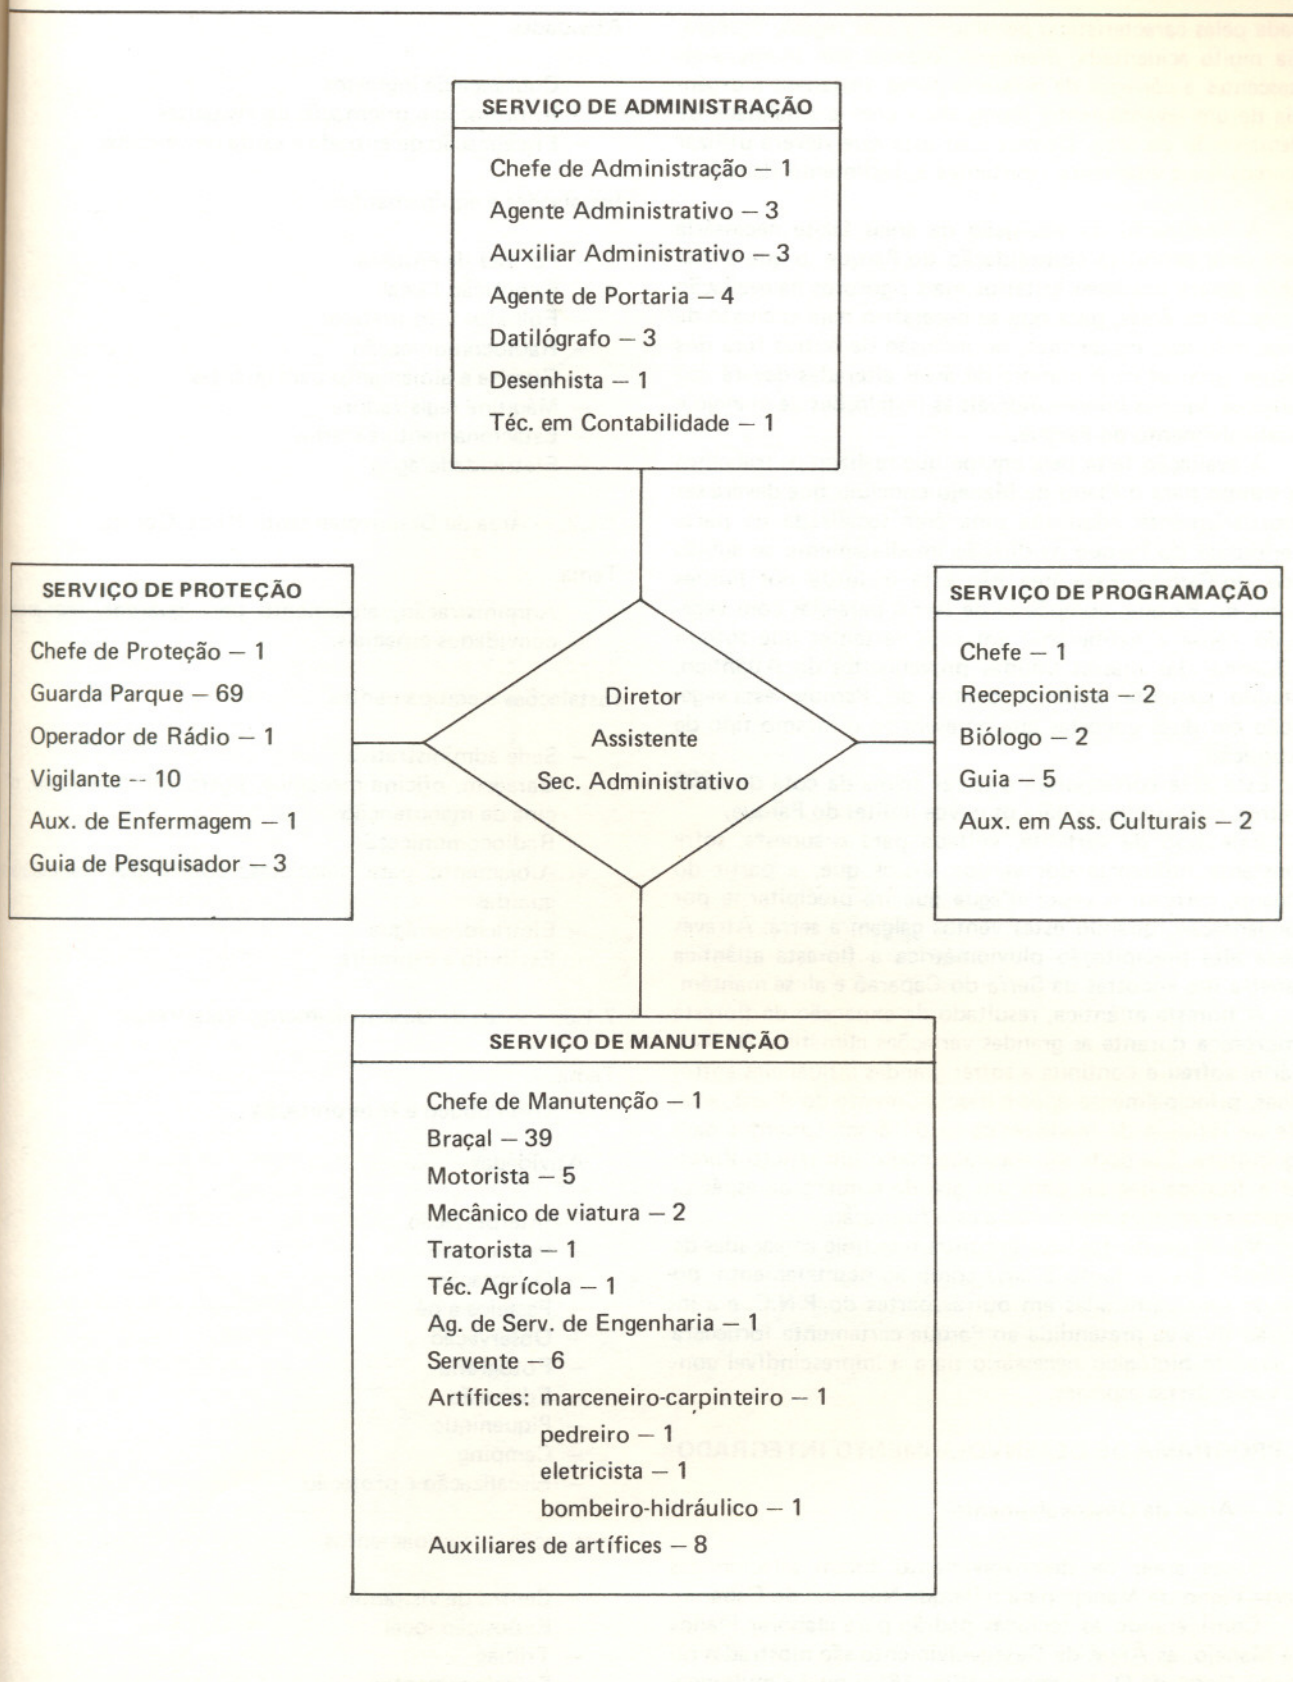 SERVIÇO DE ADMINISTRAÇÃO
Chefe de Administração — 1
Agente Administrativo — 3
Auxiliar Administrativo — 3
Agente de Portaria — 4
Datilógrafo — 3
Desenhista — 1
Téc. em Contabilidade — 1
SERVIÇO DE PROTEÇÃO
Chefe de Proteção — 1
Guarda Parque — 69
Operador de Rádio — 1
Vigilante -- 10
Aux. de Enfermagem — 1
Guia de Pesquisador — 3
Diretor
Assistente
Sec. Administrativo
SERVIÇO DE PROGRAMAÇÃO
Chefe — 1
Recepcionista — 2
Biólogo — 2
Guia — 5
Aux. em Ass. Culturais — 2
SERVIÇO DE MANUTENÇÃO
Chefe de Manutenção — 1
Braçal — 39
Motorista — 5
Mecânico de viatura — 2
Tratorista — 1
Téc. Agrícola — 1
Ag. de Serv. de Engenharia — 1
Servente — 6
Artífices: marceneiro-carpinteiro — 1
pedreiro — 1
eletricista — 1
bombeiro-hidráulico — 1
Auxiliares de artífices — 8